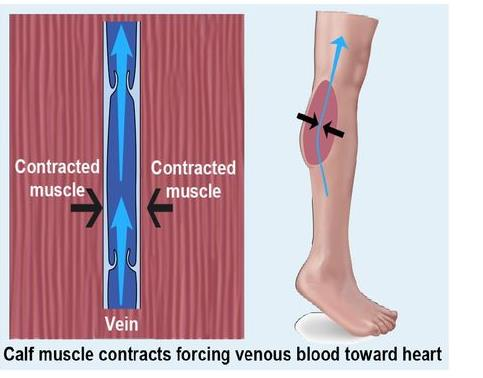 Contracted
muscle
Contracted
muscle
Vein
Calf muscle contracts forcing venous blood toward heart